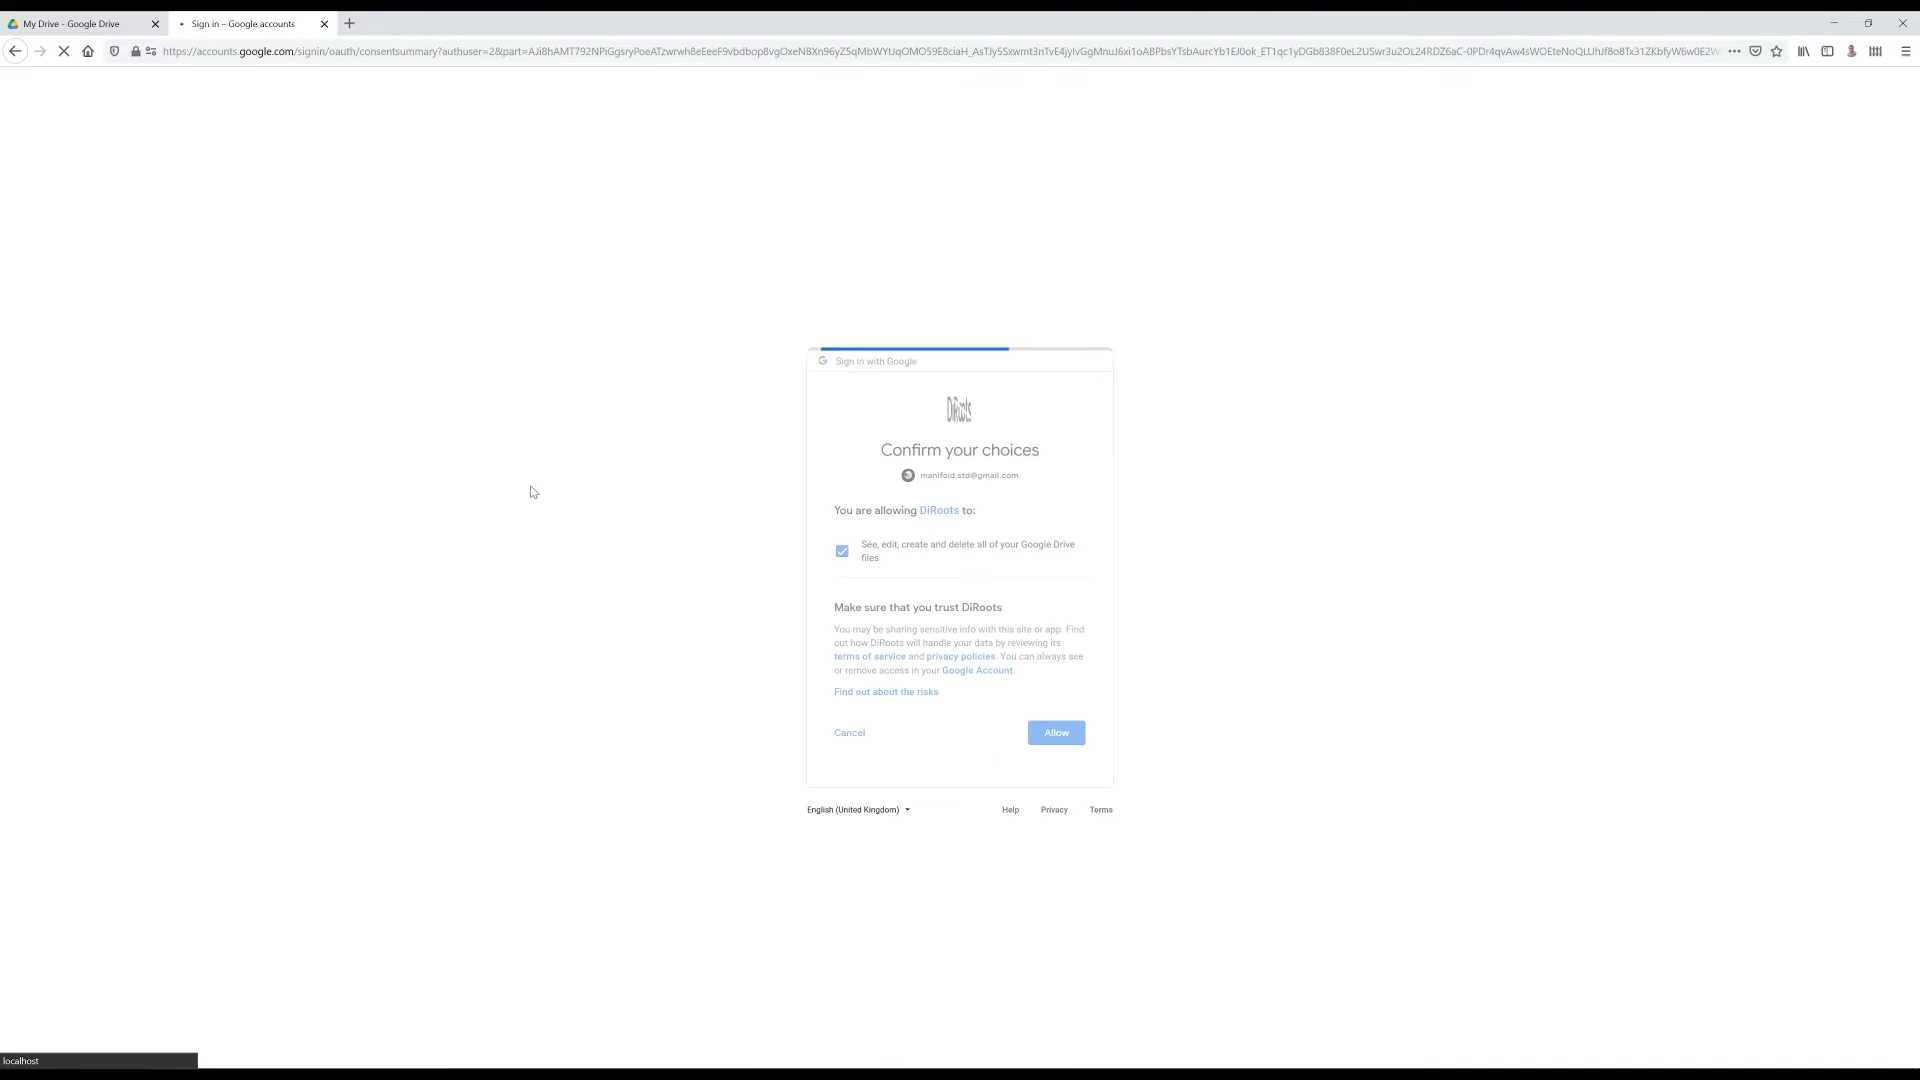 My Drive - Google Drive
Sign in – Google accounts
Sign in with Google
DiRoots
Confirm your choices
manifold.std@gmail.com
You are allowing DiRoots to:
See, edit, create and delete all of your Google Drive
files
Make sure that you trust DiRoots
You may be sharing sensitive info with this site or app. Find
out how DiRoots will handle your data by reviewing its
terms of service and privacy policies. You can always see
or remove access in your Google Account.
Find out about the risks
Cancel
Allow
English (United Kingdom)
Help
Privacy
Terms
localhost